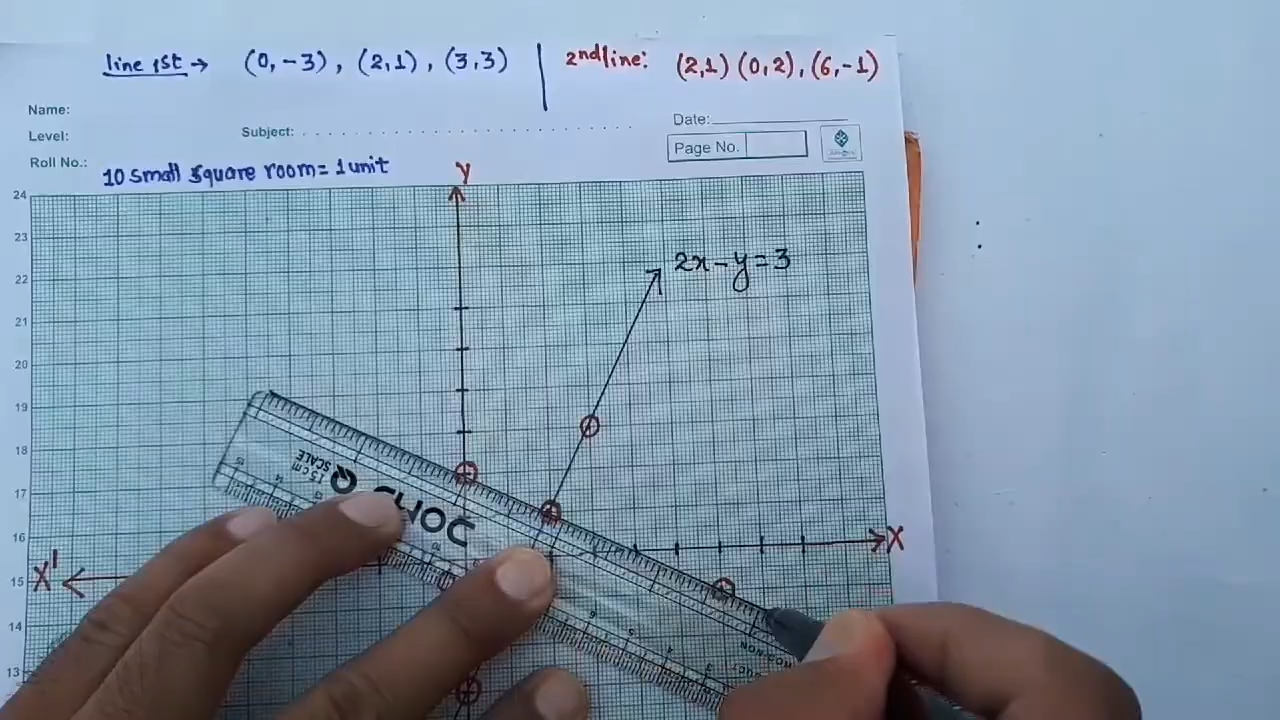 line 1st → (0,-3), (2,1), (3,3) | 2nd line: (2,1) (0,2), (6,-1)
Name:
Date:
Level:
Subject:
Page No.
Roll No.:
10 Small square room = 1 unit
Y
24
23
2x-y=3
22
21
20
19
18
15cm
SCALE
17
16
X
X'
15
14
13